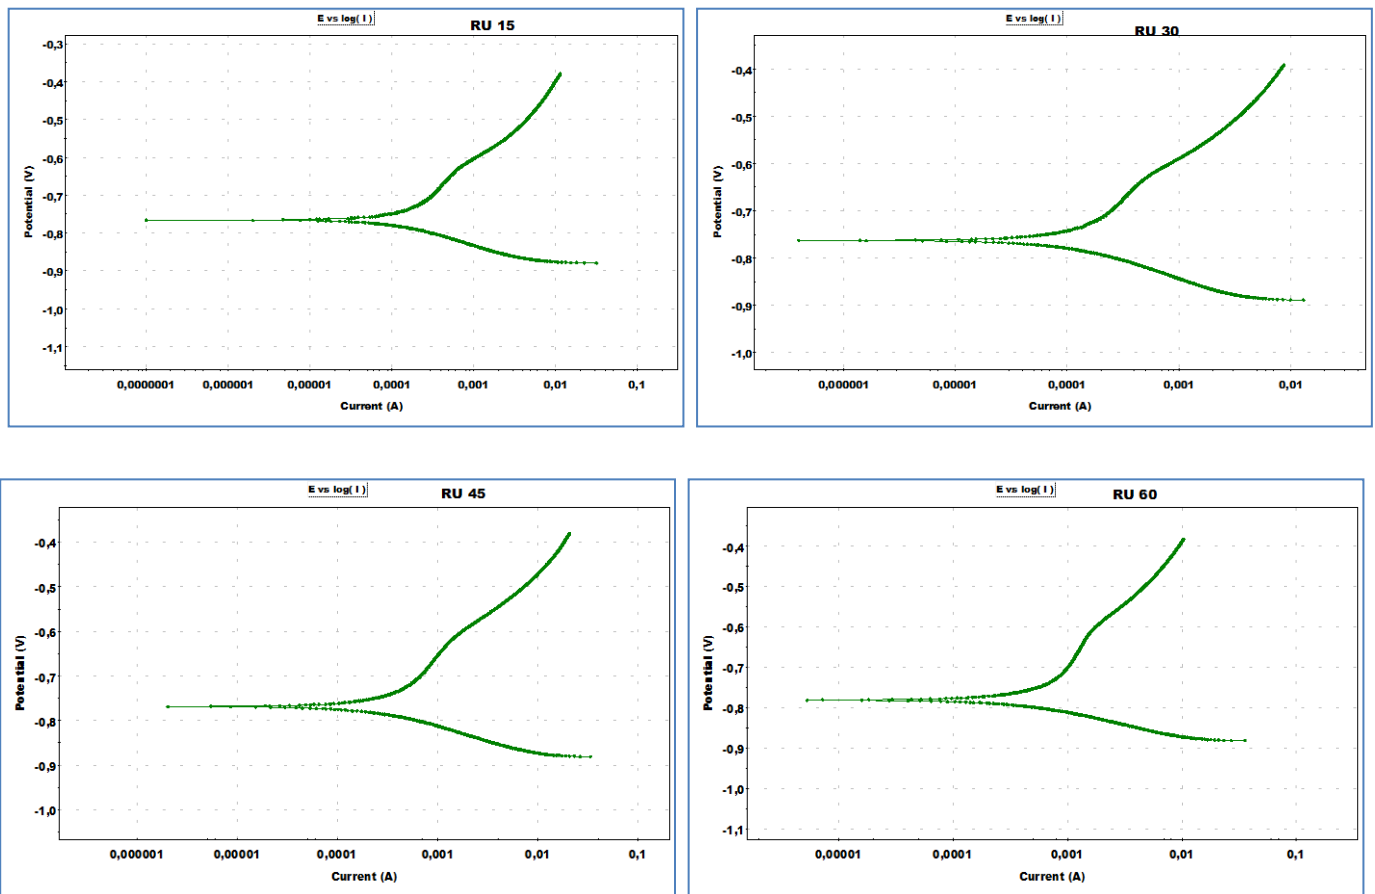 E vs log( I )
RU 15
-0,3
-0,4
-0,5
-0,6
-0,7
-0,8
-0,9
-1,0
-1,1
Potential (V)
0,0000001 0,000001 0,00001 0,0001 0,001 0,01 0,1
Current (A)
E vs log( I )
RU 30
-0,4
-0,5
-0,6
-0,7
-0,8
-0,9
-1,0
Potential (V)
0,000001 0,00001 0,0001 0,001 0,01
Current (A)
E vs log( I )
RU 45
-0,4
-0,5
-0,6
-0,7
-0,8
-0,9
-1,0
Potential (V)
0,000001 0,00001 0,0001 0,001 0,01 0,1
Current (A)
E vs log( I )
RU 60
-0,4
-0,5
-0,6
-0,7
-0,8
-0,9
-1,0
-1,1
Potential (V)
0,00001 0,0001 0,001 0,01 0,1
Current (A)